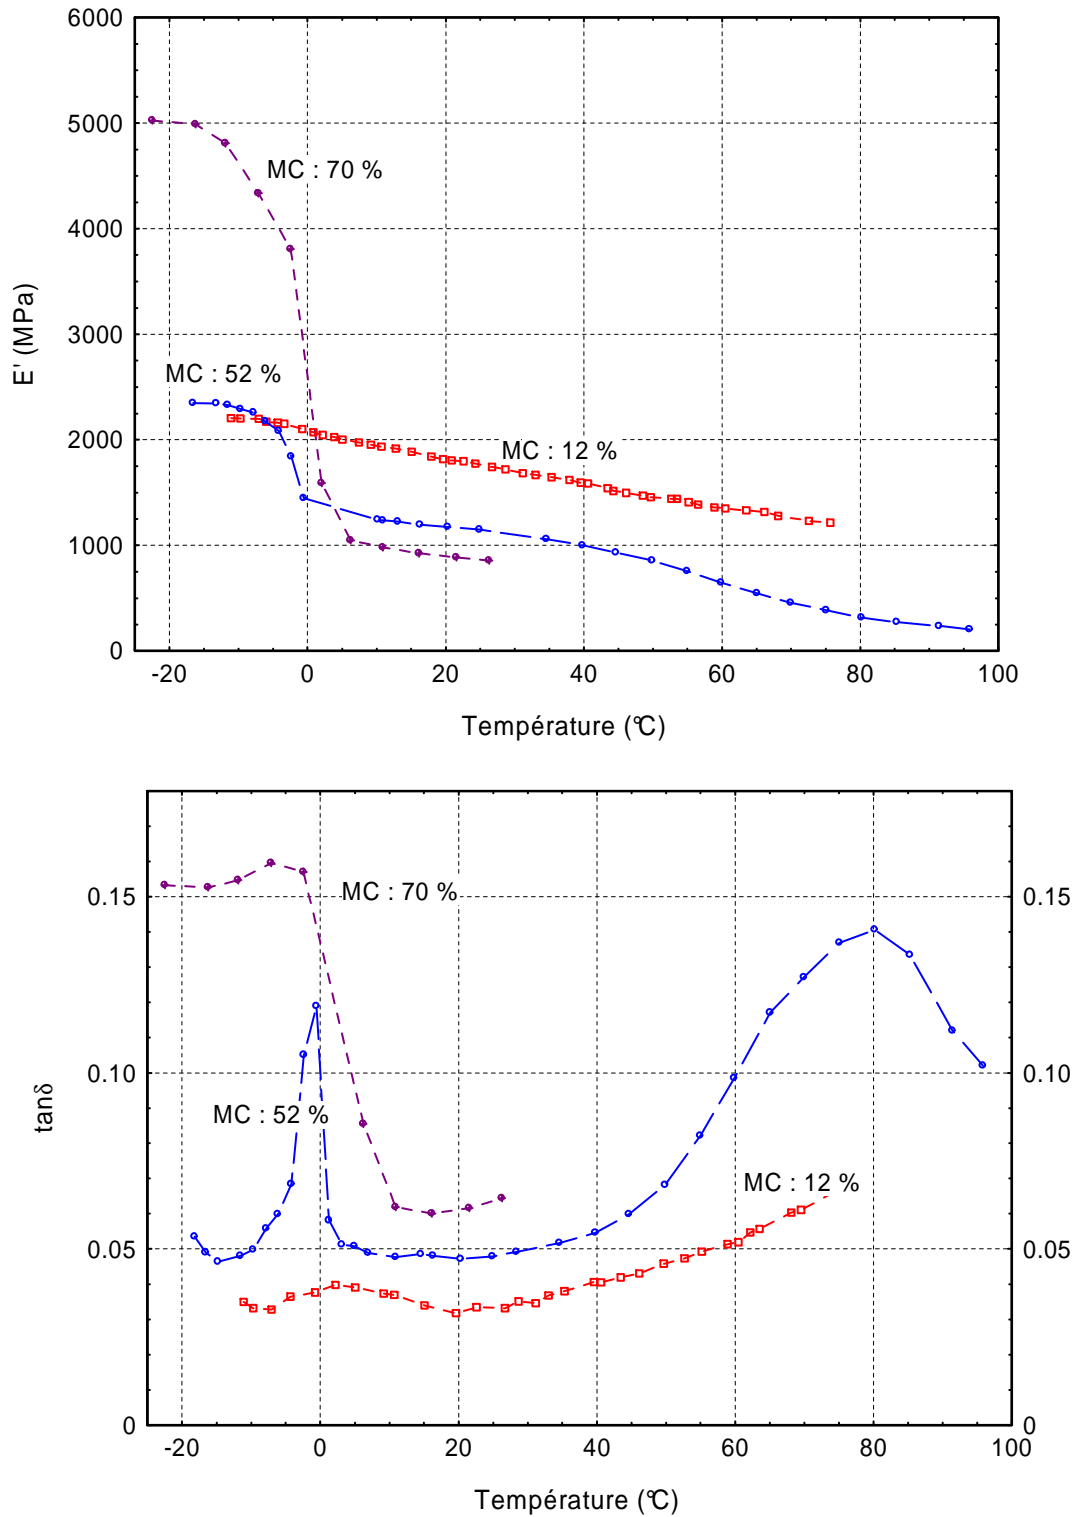 6000
5000
MC : 70 %
4000
E' (MPa)
3000
MC : 52 %
2000
MC : 12 %
1000
0
-20 0 20 40 60 80 100
Température (°C)
0.15 MC : 70 % 0.15
0.10 0.10
tanδ
MC : 52 %
MC : 12 %
0.05 0.05
0 0
-20 0 20 40 60 80 100
Température (°C)